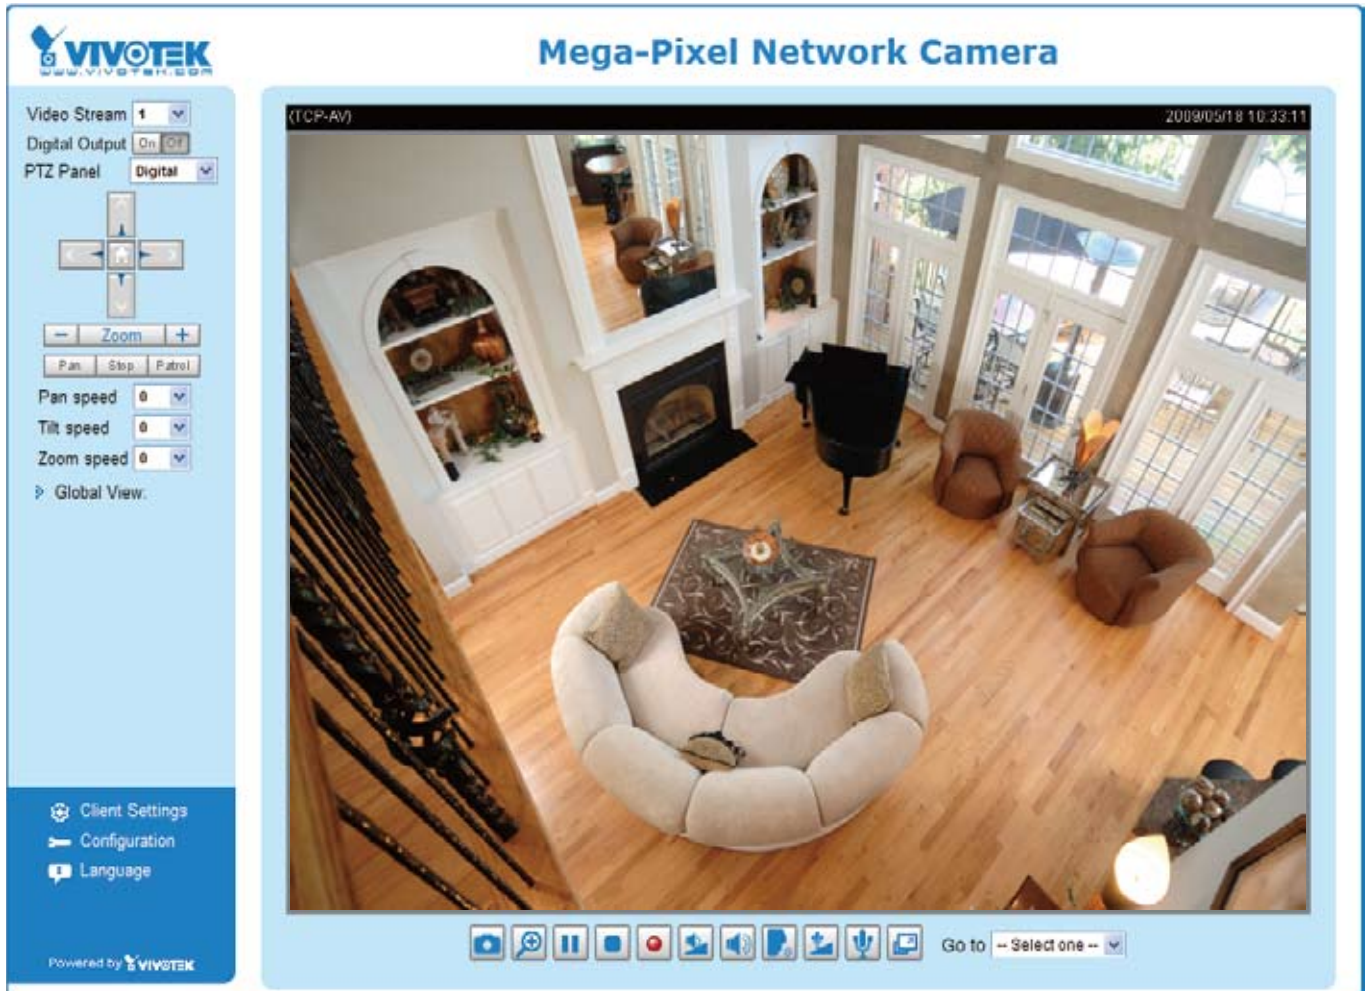 VIVOTEK
WWW.VIVOTEK.COM
Mega-Pixel Network Camera
Video Stream 1
Digital Output On Off
PTZ Panel Digital
− Zoom +
Pan Stop Patrol
Pan speed 0
Tilt speed 0
Zoom speed 0
Global View:
Client Settings
Configuration
Language
Powered by VIVOTEK
(TCP-AV) 2009/05/18 10:33:11
Go to -- Select one --